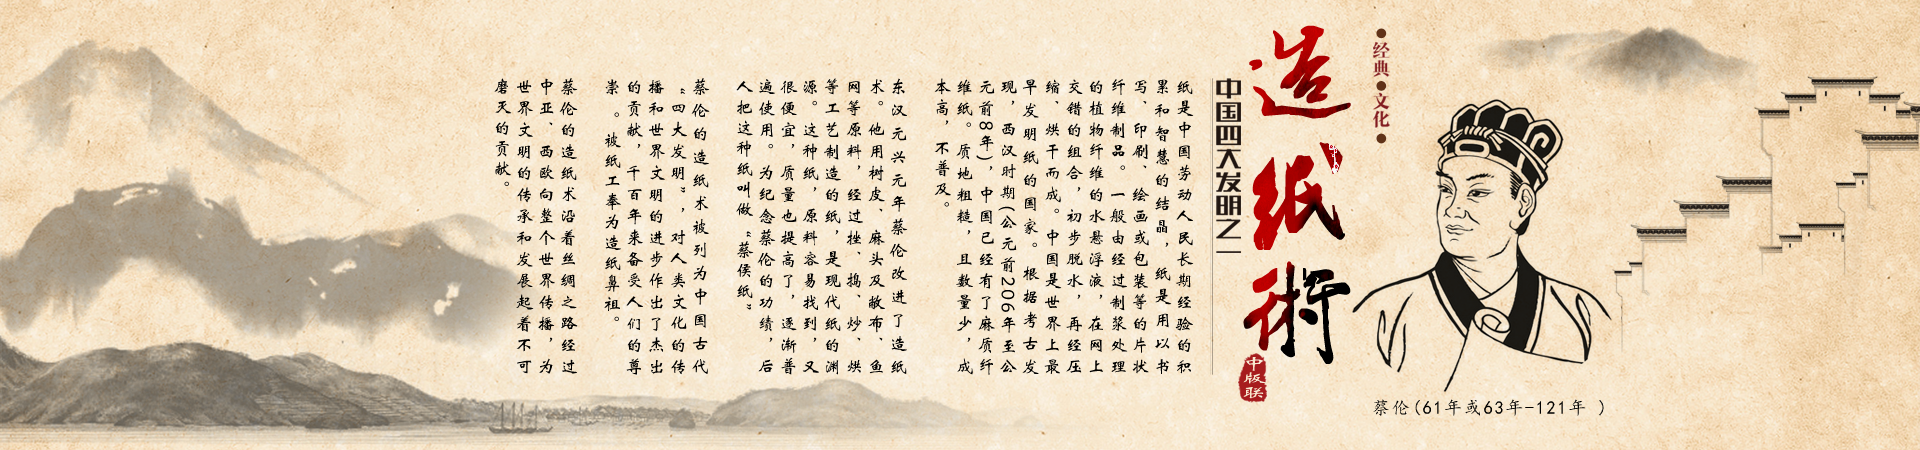 ●经典●文化●
造纸術
中国四大发明之一
中版联
蔡伦(61年或63年-121年 )
纸是中国劳动人民长期经验的积
累和智慧的结晶，纸是用以书
写、印刷、绘画或包装等的片状
纤维制品。一般由经过制浆处理
的植物纤维的水悬浮液，在网上
交错的组合，初步脱水，再经压
缩、烘干而成。中国是世界上最
早发明纸的国家。根据考古发
现，西汉时期(公元前206年至公
元前8年)，中国已经有了麻质纤
维纸。质地粗糙，且数量少，成
本高，不普及。
东汉元兴元年蔡伦改进了造纸
术。他用树皮、麻头及敝布、鱼
网等原料，经过挫、捣、炒、烘
等工艺制造的纸，是现代纸的渊
源。这种纸，原料容易找到，又
很便宜，质量也提高了，逐渐普
遍使用。为纪念蔡伦的功绩，后
人把这种纸叫做“蔡侯纸”
蔡伦的造纸术被列为中国古代
“四大发明”，对人类文化的传
播和世界文明的进步作出了杰出
的贡献，千百年来备受人们的尊
崇。被纸工奉为造纸鼻祖。
蔡伦的造纸术沿着丝绸之路经过
中亚、西欧向整个世界传播，为
世界文明的传承和发展起着不可
磨灭的贡献。